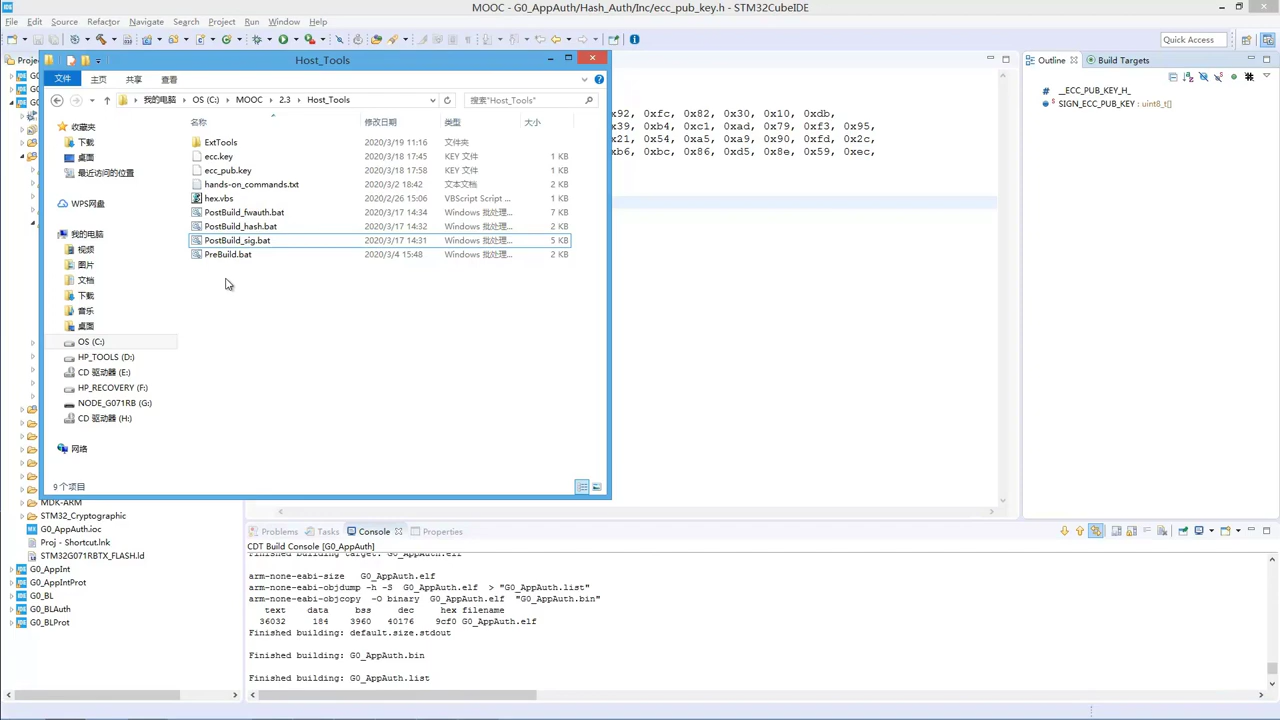 MOOC - G0_AppAuth/Hash_Auth/Inc/ecc_pub_key.h - STM32CubeIDE
File Edit Source Refactor Navigate Search Project Run Window Help
Quick Access
Host_Tools
文件 主页 共享 查看
我的电脑 OS (C:) MOOC 2.3 Host_Tools
搜索"Host_Tools"
名称 修改日期 类型 大小
ExtTools 2020/3/19 11:16 文件夹
ecc.key 2020/3/18 17:45 KEY 文件 1 KB
ecc_pub.key 2020/3/18 17:58 KEY 文件 1 KB
hands-on_commands.txt 2020/3/2 18:42 文本文档 2 KB
hex.vbs 2020/2/26 15:06 VBScript Script ... 1 KB
PostBuild_fwauth.bat 2020/3/17 14:34 Windows 批处理... 7 KB
PostBuild_hash.bat 2020/3/17 14:32 Windows 批处理... 2 KB
PostBuild_sig.bat 2020/3/17 14:31 Windows 批处理... 5 KB
PreBuild.bat 2020/3/4 15:48 Windows 批处理... 2 KB
收藏夹
下载
桌面
最近访问的位置
WPS网盘
我的电脑
视频
图片
文档
下载
音乐
桌面
OS (C:)
HP_TOOLS (D:)
CD 驱动器 (E:)
HP_RECOVERY (F:)
NODE_G071RB (G:)
CD 驱动器 (H:)
网络
9 个项目
0xfc, 0x82, 0x30, 0x10, 0xdb,
0xb4, 0xc1, 0xad, 0x79, 0xf3, 0x95,
0x54, 0xa5, 0xa9, 0x90, 0xfd, 0x2c,
0xbc, 0x86, 0xd5, 0x8e, 0x59, 0xec,
Outline Build Targets
__ECC_PUB_KEY_H_
SIGN_ECC_PUB_KEY : uint8_t[]
MDK-ARM
STM32_Cryptographic
G0_AppAuth.ioc
Proj - Shortcut.lnk
STM32G071RBTX_FLASH.ld
G0_AppInt
G0_AppIntProt
G0_BL
G0_BLAuth
G0_BLProt
Problems Tasks Console Properties
CDT Build Console [G0_AppAuth]
Finished building target: G0_AppAuth.elf
arm-none-eabi-size G0_AppAuth.elf
arm-none-eabi-objdump -h -S G0_AppAuth.elf > "G0_AppAuth.list"
arm-none-eabi-objcopy -O binary G0_AppAuth.elf "G0_AppAuth.bin"
text data bss dec hex filename
36032 184 3960 40176 9cf0 G0_AppAuth.elf
Finished building: default.size.stdout
Finished building: G0_AppAuth.bin
Finished building: G0_AppAuth.list